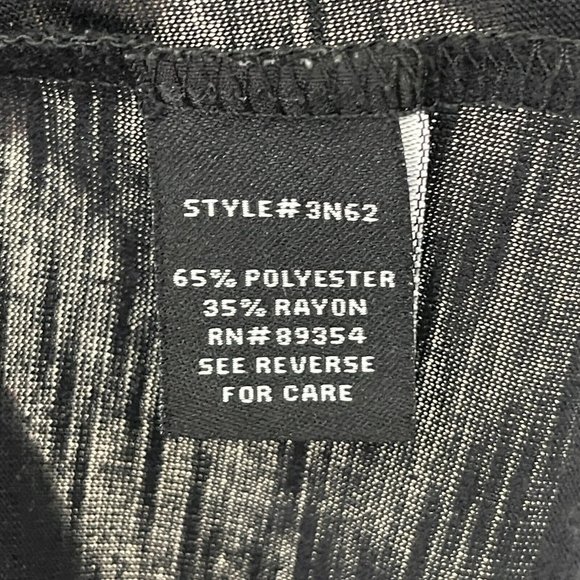 STYLE# 3N62
65% POLYESTER
35% RAYON
RN# 89354
SEE REVERSE
FOR CARE